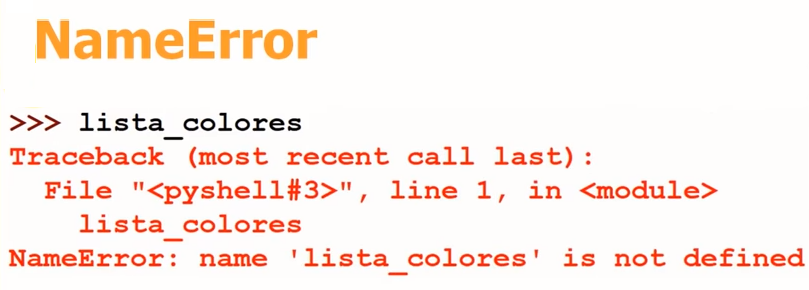 NameError
>>> lista_colores
Traceback (most recent call last):
  File "<pyshell#3>", line 1, in <module>
    lista_colores
NameError: name 'lista_colores' is not defined